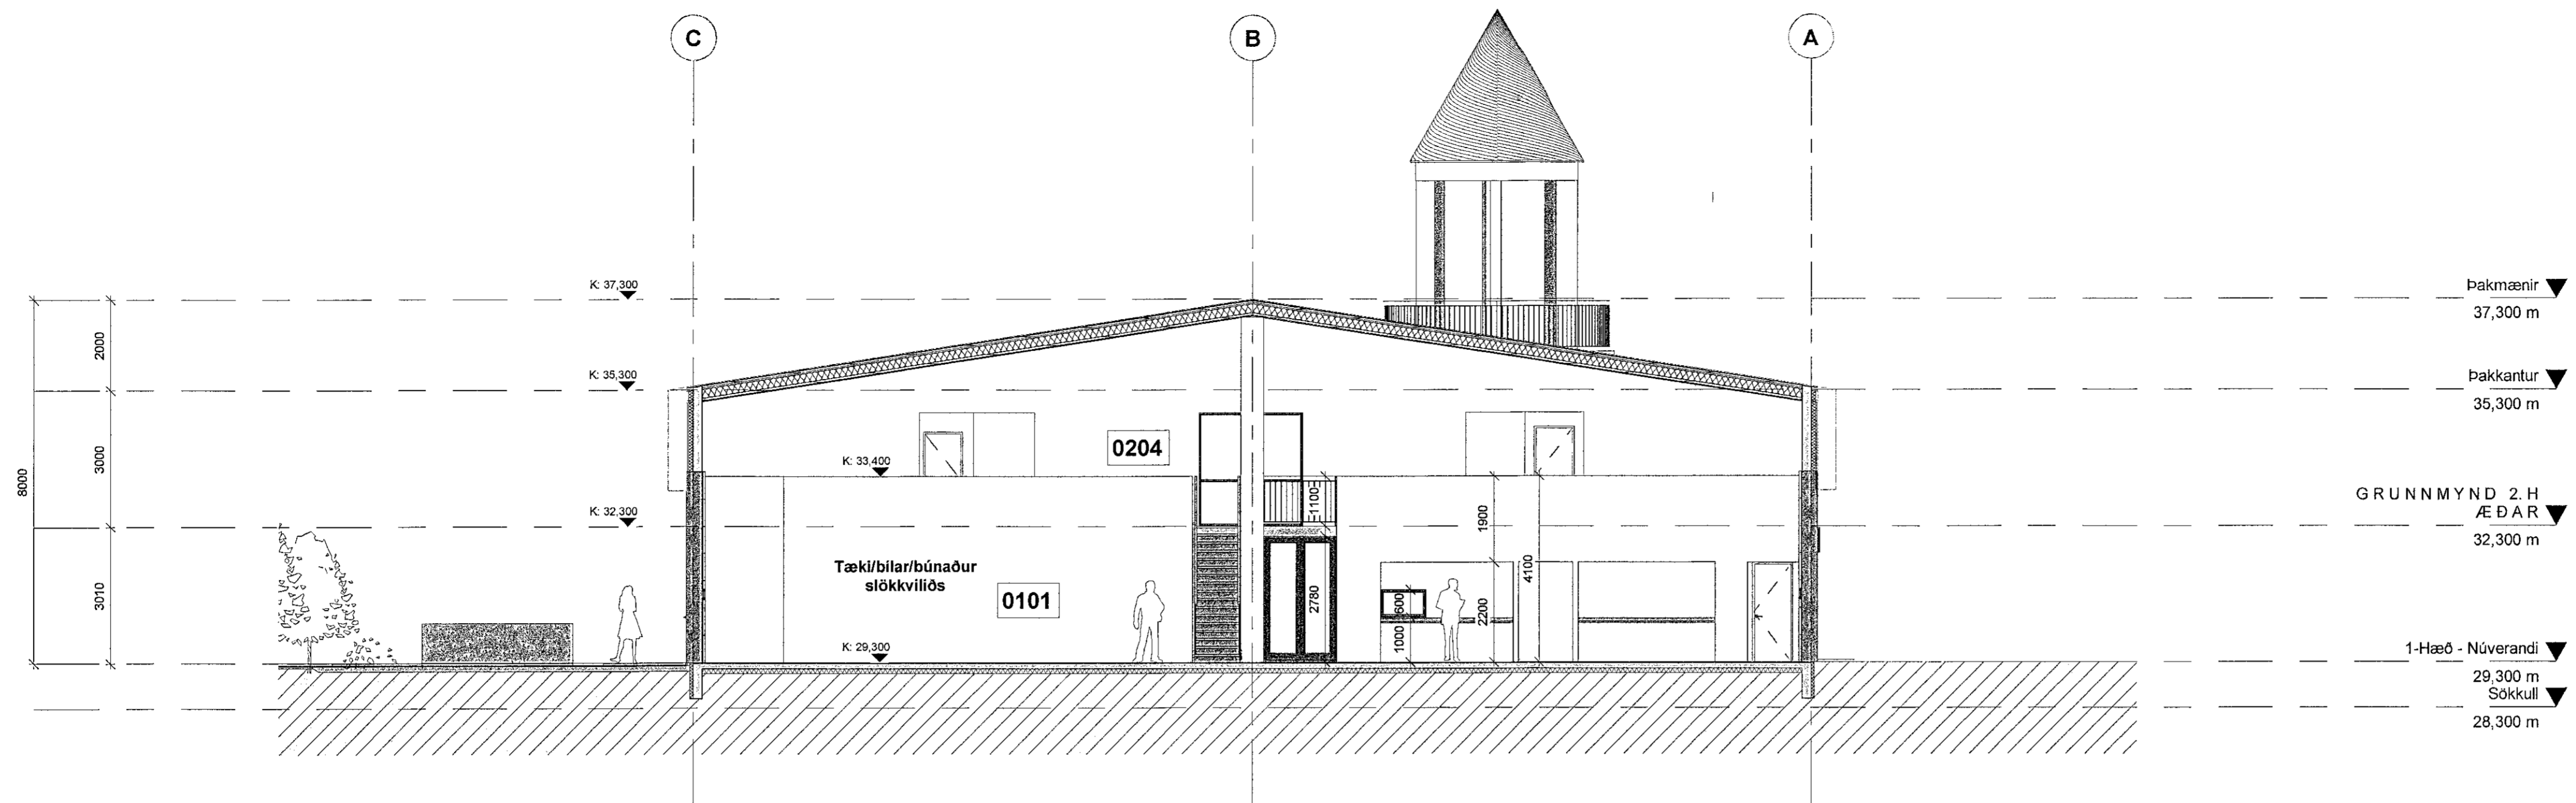 C
B
A
K: 37,300
Þakmænir
37,300 m
2000
K: 35,300
Þakkantur
35,300 m
8000
3000
0204
K: 33,400
1100
1900
K: 32,300
GRUNNMYND 2.H
ÆÐAR
32,300 m
4100
Tæki/bílar/búnaður
slökkviliðs
0101
3010
2780
600
2200
1000
K: 29,300
1-Hæð - Núverandi
29,300 m
Sökkull
28,300 m